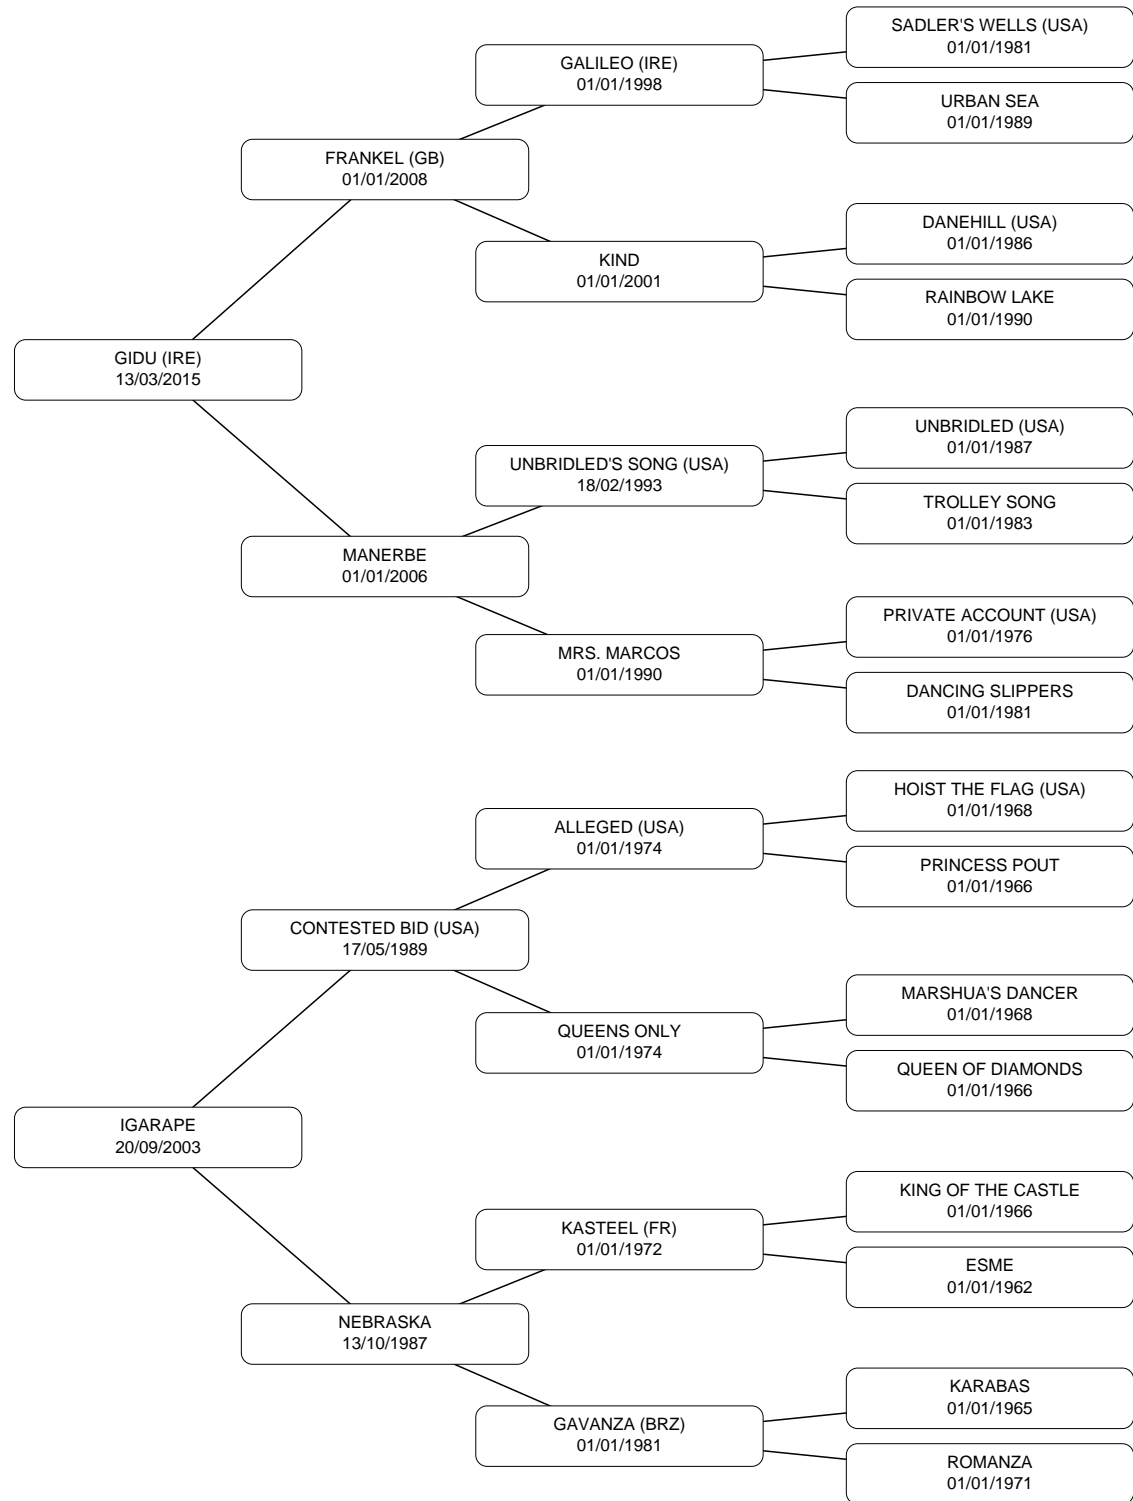 SADLER'S WELLS (USA)
01/01/1981
GALILEO (IRE)
01/01/1998
URBAN SEA
01/01/1989
FRANKEL (GB)
01/01/2008
DANEHILL (USA)
01/01/1986
KIND
01/01/2001
RAINBOW LAKE
01/01/1990
GIDU (IRE)
13/03/2015
UNBRIDLED (USA)
01/01/1987
UNBRIDLED'S SONG (USA)
18/02/1993
TROLLEY SONG
01/01/1983
MANERBE
01/01/2006
PRIVATE ACCOUNT (USA)
01/01/1976
MRS. MARCOS
01/01/1990
DANCING SLIPPERS
01/01/1981
HOIST THE FLAG (USA)
01/01/1968
ALLEGED (USA)
01/01/1974
PRINCESS POUT
01/01/1966
CONTESTED BID (USA)
17/05/1989
MARSHUA'S DANCER
01/01/1968
QUEENS ONLY
01/01/1974
QUEEN OF DIAMONDS
01/01/1966
IGARAPE
20/09/2003
KING OF THE CASTLE
01/01/1966
KASTEEL (FR)
01/01/1972
ESME
01/01/1962
NEBRASKA
13/10/1987
KARABAS
01/01/1965
GAVANZA (BRZ)
01/01/1981
ROMANZA
01/01/1971